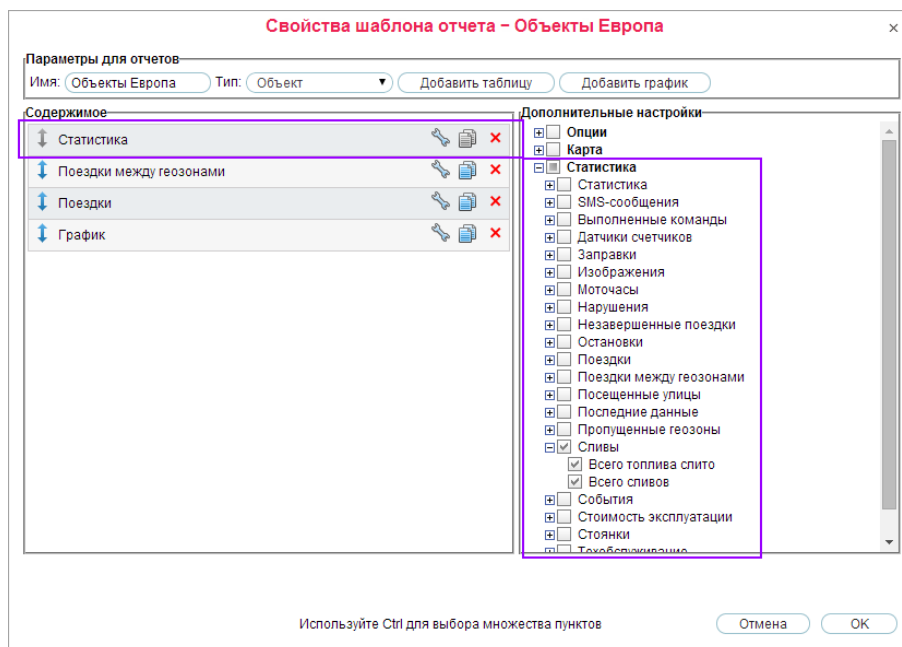 Свойства шаблона отчета – Объекты Европа
Параметры для отчетов
Имя: Объекты Европа Тип: Объект Добавить таблицу Добавить график
Содержимое
Статистика
Поездки между геозонами
Поездки
График
Дополнительные настройки
Опции
Карта
Статистика
Статистика
SMS-сообщения
Выполненные команды
Датчики счетчиков
Заправки
Изображения
Моточасы
Нарушения
Незавершенные поездки
Остановки
Поездки
Поездки между геозонами
Посещенные улицы
Последние данные
Пропущенные геозоны
Сливы
Всего топлива слито
Всего сливов
События
Стоимость эксплуатации
Стоянки
Техобслуживание
Используйте Ctrl для выбора множества пунктов
Отмена OK